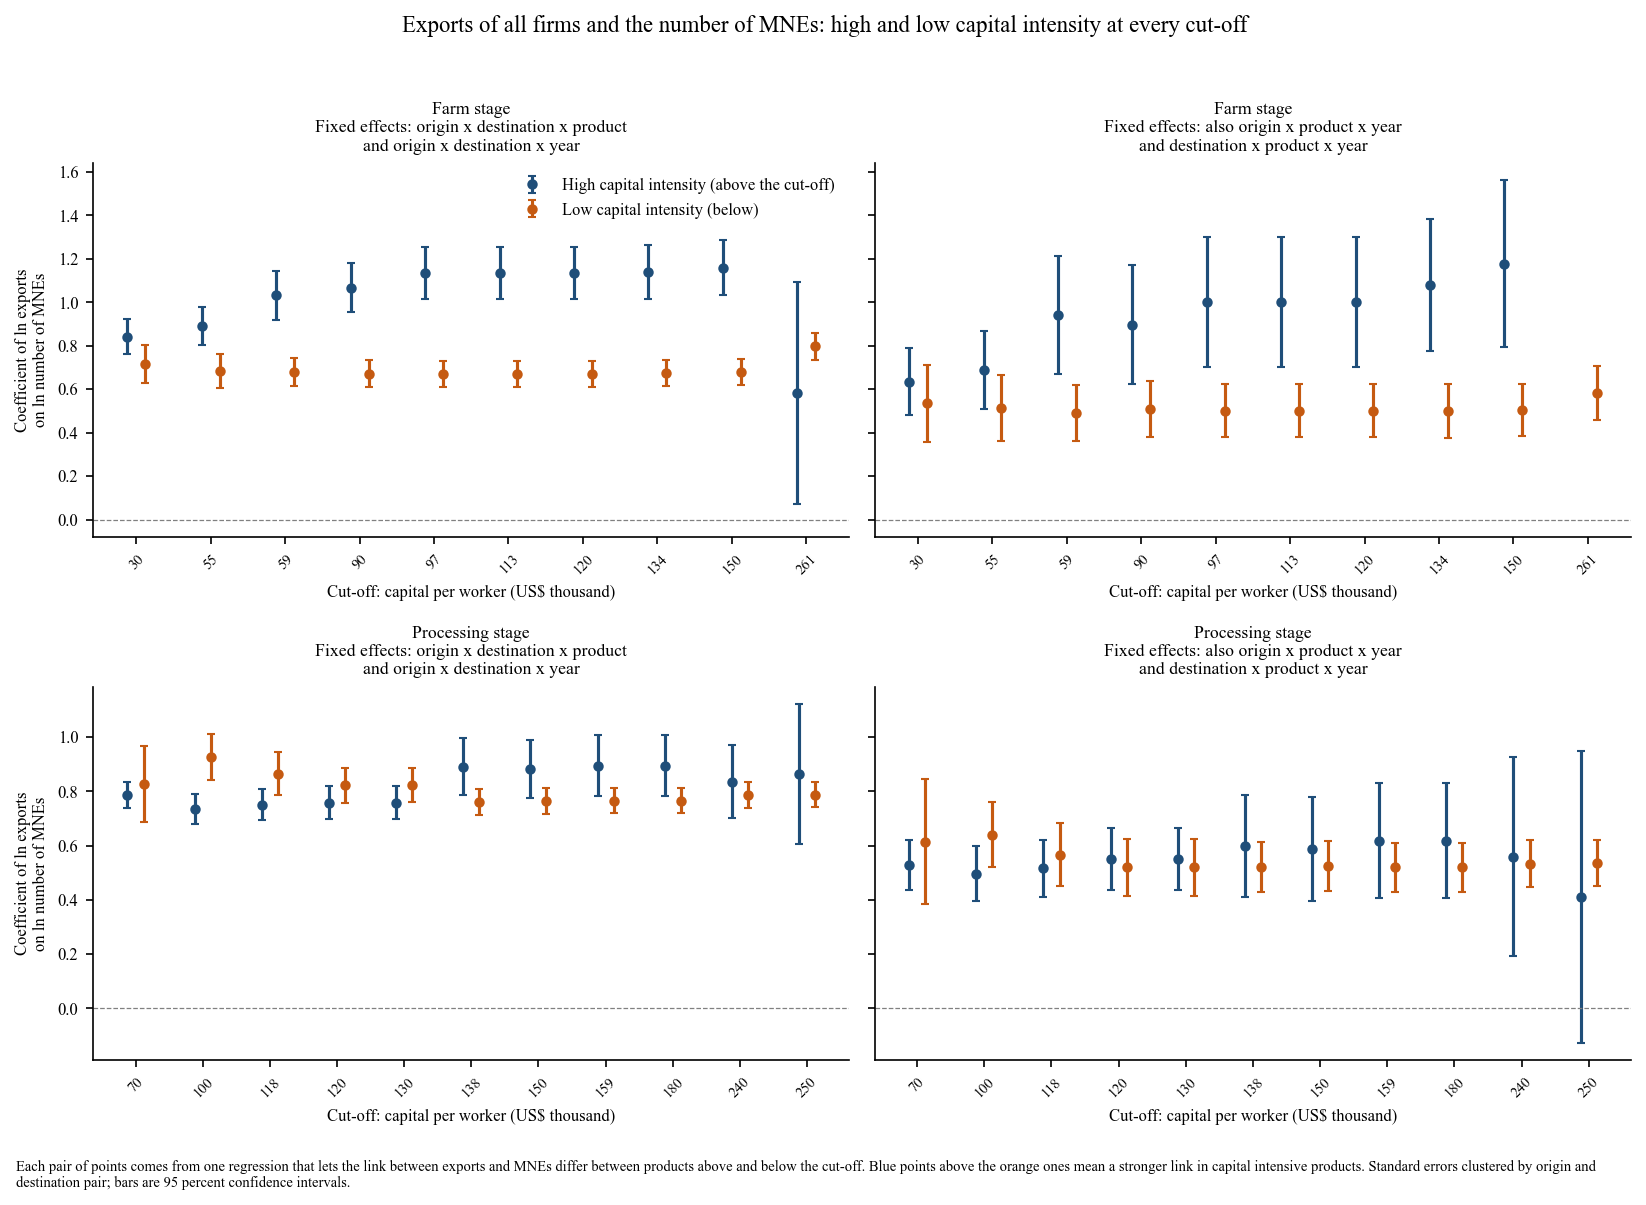 Exports of all firms and the number of MNEs: high and low capital intensity at every cut-off
Farm stage
Fixed effects: origin x destination x product
and origin x destination x year
Coefficient of ln exports
on ln number of MNEs
1.6
1.4
1.2
1.0
0.8
0.6
0.4
0.2
0.0
High capital intensity (above the cut-off)
Low capital intensity (below)
30 55 59 90 97 113 120 134 150 261
Cut-off: capital per worker (US$ thousand)
Farm stage
Fixed effects: also origin x product x year
and destination x product x year
30 55 59 90 97 113 120 134 150 261
Cut-off: capital per worker (US$ thousand)
Processing stage
Fixed effects: origin x destination x product
and origin x destination x year
Coefficient of ln exports
on ln number of MNEs
1.0
0.8
0.6
0.4
0.2
0.0
70 100 118 120 130 138 150 159 180 240 250
Cut-off: capital per worker (US$ thousand)
Processing stage
Fixed effects: also origin x product x year
and destination x product x year
70 100 118 120 130 138 150 159 180 240 250
Cut-off: capital per worker (US$ thousand)
Each pair of points comes from one regression that lets the link between exports and MNEs differ between products above and below the cut-off. Blue points above the orange ones mean a stronger link in capital intensive products. Standard errors clustered by origin and
destination pair; bars are 95 percent confidence intervals.